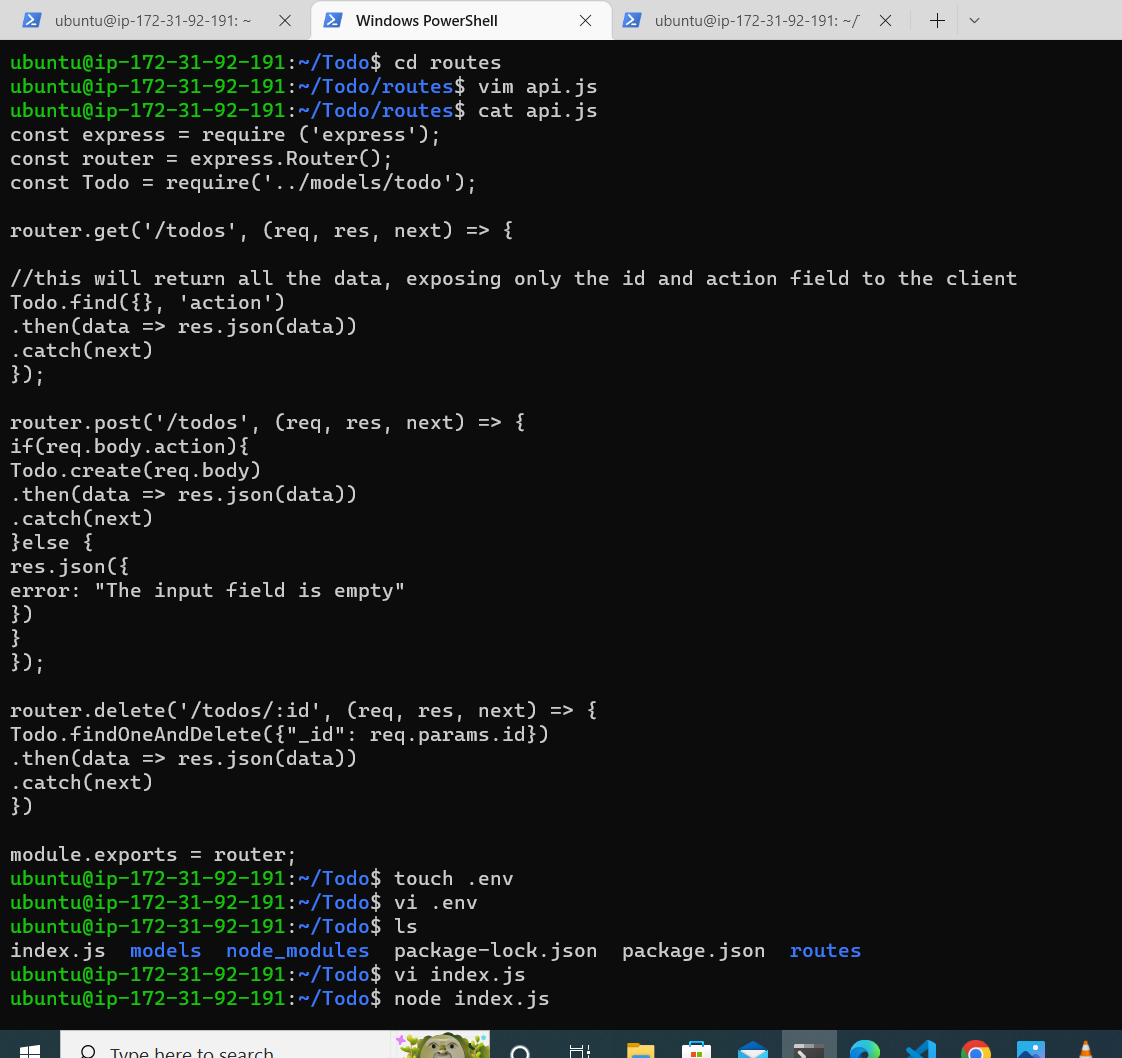 ubuntu@ip-172-31-92-191: ~
Windows PowerShell
ubuntu@ip-172-31-92-191: ~/T
ubuntu@ip-172-31-92-191:~/Todo$ cd routes
ubuntu@ip-172-31-92-191:~/Todo/routes$ vim api.js
ubuntu@ip-172-31-92-191:~/Todo/routes$ cat api.js
const express = require ('express');
const router = express.Router();
const Todo = require('../models/todo');
router.get('/todos', (req, res, next) => {
//this will return all the data, exposing only the id and action field to the client
Todo.find({}, 'action')
.then(data => res.json(data))
.catch(next)
});
router.post('/todos', (req, res, next) => {
if(req.body.action){
Todo.create(req.body)
.then(data => res.json(data))
.catch(next)
}else {
res.json({
error: "The input field is empty"
})
}
});
router.delete('/todos/:id', (req, res, next) => {
Todo.findOneAndDelete({"_id": req.params.id})
.then(data => res.json(data))
.catch(next)
})
module.exports = router;
ubuntu@ip-172-31-92-191:~/Todo$ touch .env
ubuntu@ip-172-31-92-191:~/Todo$ vi .env
ubuntu@ip-172-31-92-191:~/Todo$ ls
index.js  models  node_modules  package-lock.json  package.json  routes
ubuntu@ip-172-31-92-191:~/Todo$ vi index.js
ubuntu@ip-172-31-92-191:~/Todo$ node index.js
Type here to search